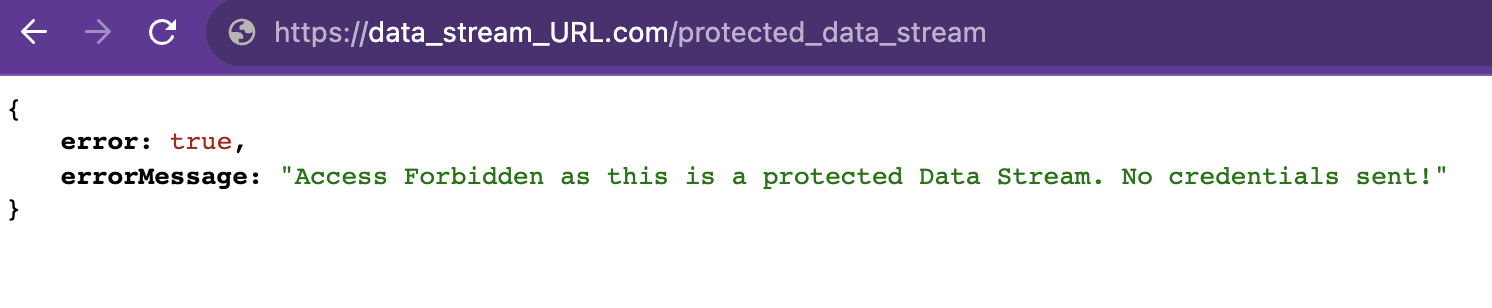 https://data_stream_URL.com/protected_data_stream
{
error: true,
errorMessage: "Access Forbidden as this is a protected Data Stream. No credentials sent!"
}